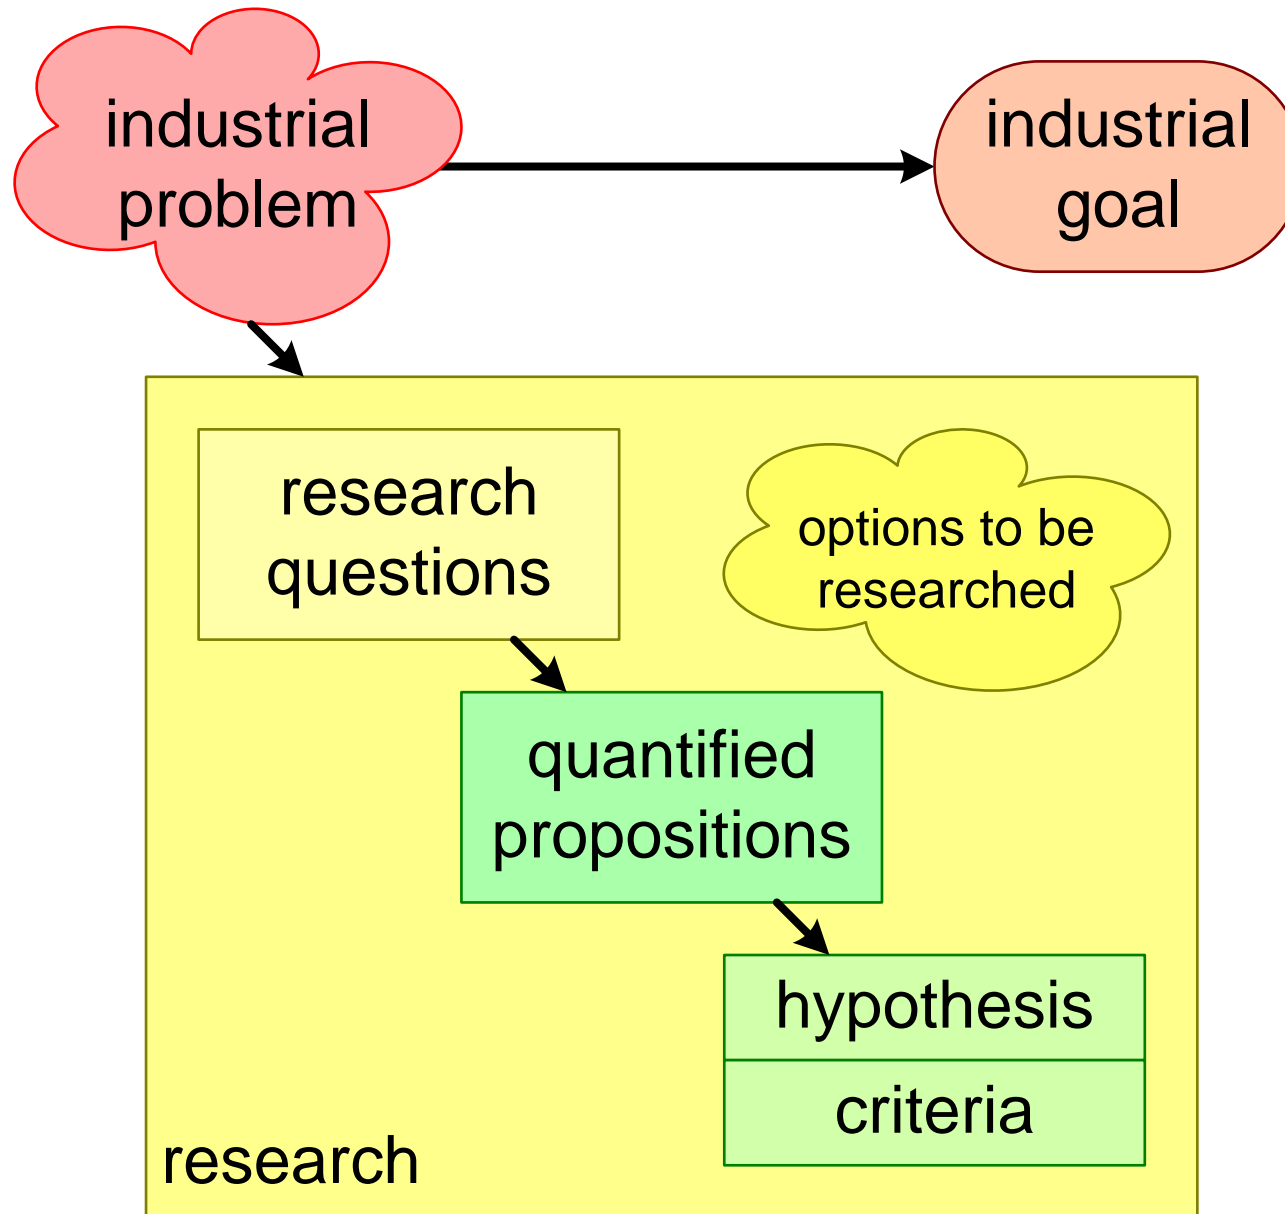 industrial
problem
industrial
goal
research
questions
options to be
researched
quantified
propositions
hypothesis
criteria
research